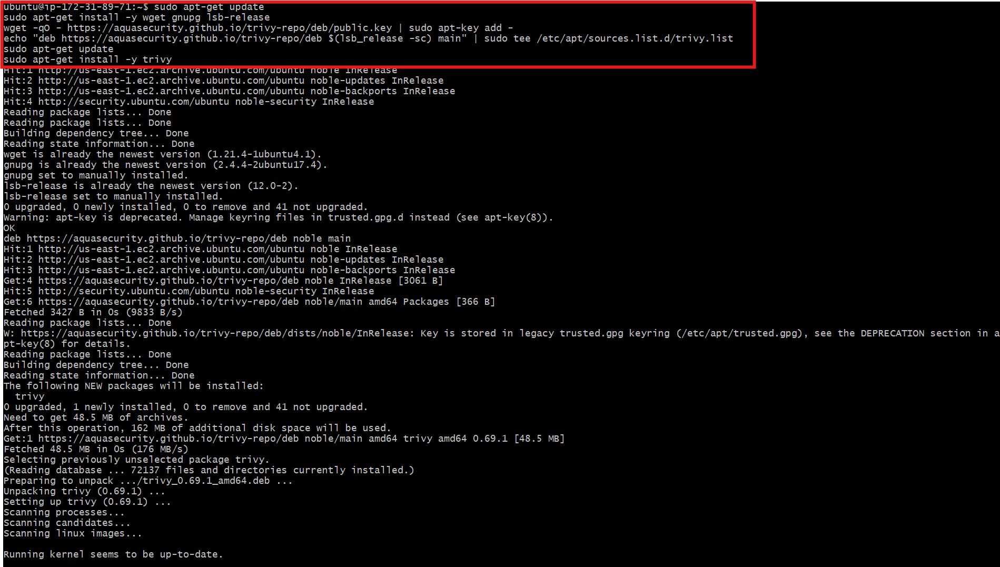 ubuntu@ip-172-31-89-71:~$ sudo apt-get update
sudo apt-get install -y wget gnupg lsb-release
wget -qO - https://aquasecurity.github.io/trivy-repo/deb/public.key | sudo apt-key add -
echo "deb https://aquasecurity.github.io/trivy-repo/deb $(lsb_release -sc) main" | sudo tee /etc/apt/sources.list.d/trivy.list
sudo apt-get update
sudo apt-get install -y trivy
Hit:1 http://us-east-1.ec2.archive.ubuntu.com/ubuntu noble InRelease
Hit:2 http://us-east-1.ec2.archive.ubuntu.com/ubuntu noble-updates InRelease
Hit:3 http://us-east-1.ec2.archive.ubuntu.com/ubuntu noble-backports InRelease
Hit:4 http://security.ubuntu.com/ubuntu noble-security InRelease
Reading package lists... Done
Reading package lists... Done
Building dependency tree... Done
Reading state information... Done
wget is already the newest version (1.21.4-1ubuntu4.1).
gnupg is already the newest version (2.4.4-2ubuntu17.4).
gnupg set to manually installed.
lsb-release is already the newest version (12.0-2).
lsb-release set to manually installed.
0 upgraded, 0 newly installed, 0 to remove and 41 not upgraded.
Warning: apt-key is deprecated. Manage keyring files in trusted.gpg.d instead (see apt-key(8)).
OK
deb https://aquasecurity.github.io/trivy-repo/deb noble main
Hit:1 http://us-east-1.ec2.archive.ubuntu.com/ubuntu noble InRelease
Hit:2 http://us-east-1.ec2.archive.ubuntu.com/ubuntu noble-updates InRelease
Hit:3 http://us-east-1.ec2.archive.ubuntu.com/ubuntu noble-backports InRelease
Get:4 https://aquasecurity.github.io/trivy-repo/deb noble InRelease [3061 B]
Hit:5 http://security.ubuntu.com/ubuntu noble-security InRelease
Get:6 https://aquasecurity.github.io/trivy-repo/deb noble/main amd64 Packages [366 B]
Fetched 3427 B in 0s (9833 B/s)
Reading package lists... Done
W: https://aquasecurity.github.io/trivy-repo/deb/dists/noble/InRelease: Key is stored in legacy trusted.gpg keyring (/etc/apt/trusted.gpg), see the DEPRECATION section in a
pt-key(8) for details.
Reading package lists... Done
Building dependency tree... Done
Reading state information... Done
The following NEW packages will be installed:
  trivy
0 upgraded, 1 newly installed, 0 to remove and 41 not upgraded.
Need to get 48.5 MB of archives.
After this operation, 162 MB of additional disk space will be used.
Get:1 https://aquasecurity.github.io/trivy-repo/deb noble/main amd64 trivy amd64 0.69.1 [48.5 MB]
Fetched 48.5 MB in 0s (176 MB/s)
Selecting previously unselected package trivy.
(Reading database ... 72137 files and directories currently installed.)
Preparing to unpack .../trivy_0.69.1_amd64.deb ...
Unpacking trivy (0.69.1) ...
Setting up trivy (0.69.1) ...
Scanning processes...
Scanning candidates...
Scanning linux images...
Running kernel seems to be up-to-date.